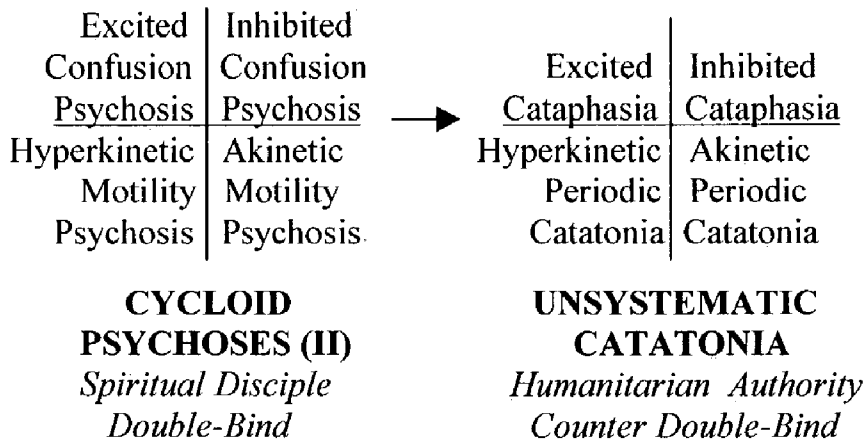 Excited Inhibited
Confusion Confusion
Psychosis Psychosis
Hyperkinetic Akinetic
Motility Motility
Psychosis Psychosis
CYCLOID
PSYCHOSES (II)
Spiritual Disciple
Double-Bind
Excited Inhibited
Cataphasia Cataphasia
Hyperkinetic Akinetic
Periodic Periodic
Catatonia Catatonia
UNSYSTEMATIC
CATATONIA
Humanitarian Authority
Counter Double-Bind